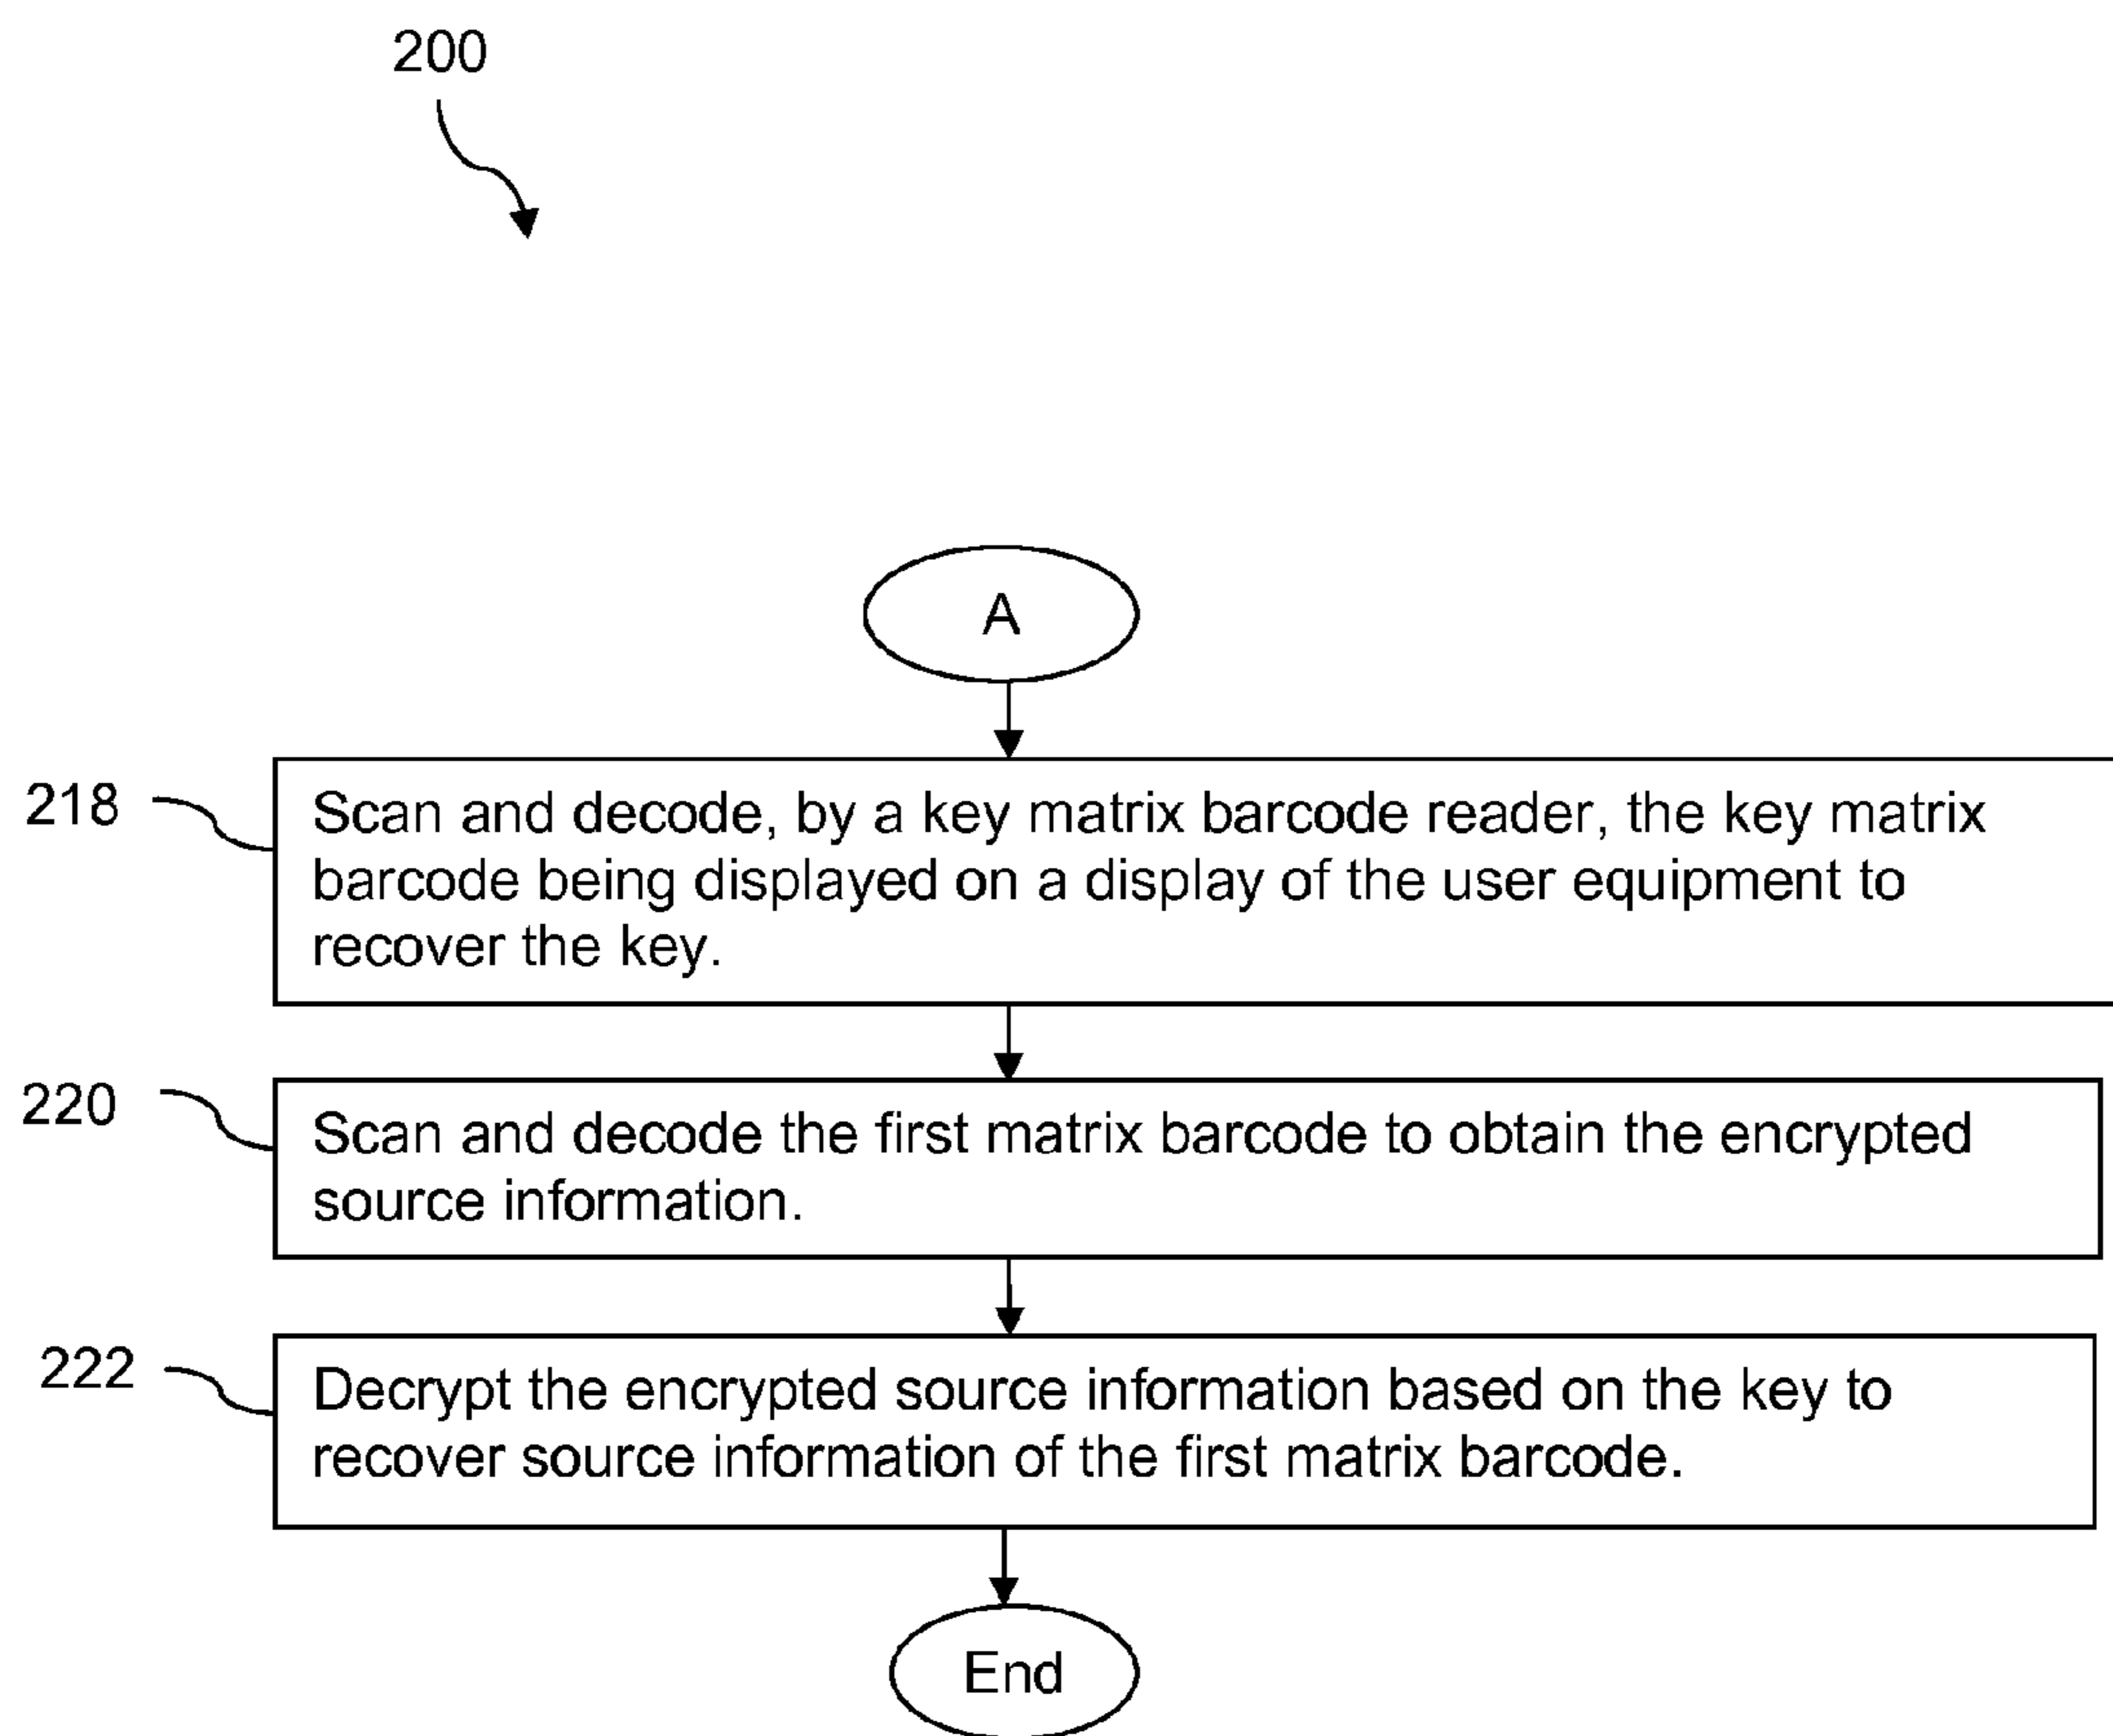 200
A
218
Scan and decode, by a key matrix barcode reader, the key matrix
barcode being displayed on a display of the user equipment to
recover the key.
220
Scan and decode the first matrix barcode to obtain the encrypted
source information.
222
Decrypt the encrypted source information based on the key to
recover source information of the first matrix barcode.
End